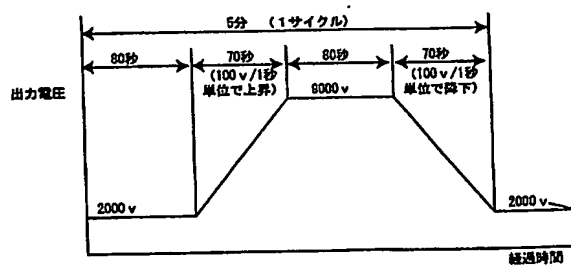 5分 (1サイクル)
80秒
70秒
(100v/1秒
単位で上昇)
80秒
70秒
(100v/1秒
単位で降下)
出力電圧
9000v
2000v
2000v
経過時間